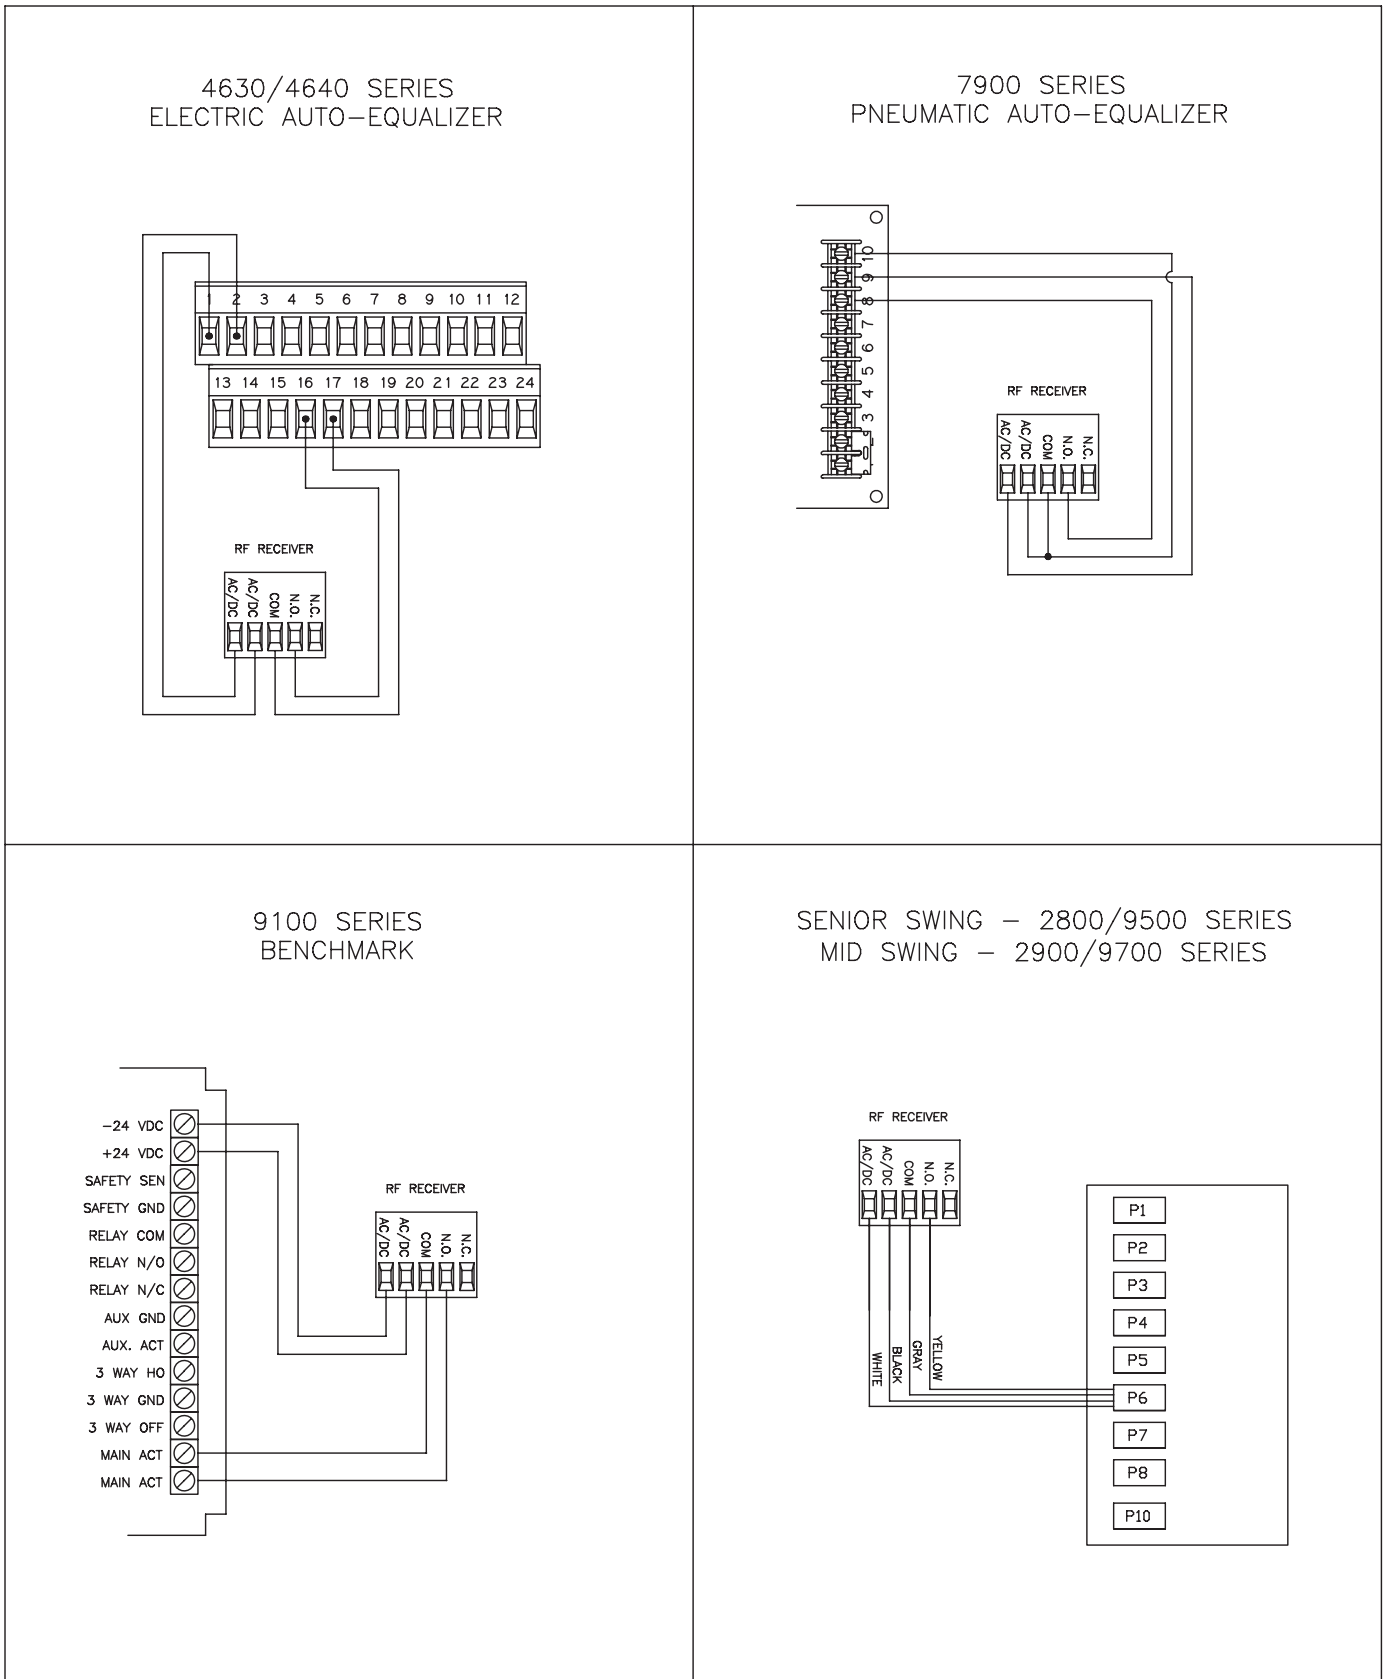 4630/4640 SERIES
ELECTRIC AUTO-EQUALIZER
1 2 3 4 5 6 7 8 9 10 11 12
13 14 15 16 17 18 19 20 21 22 23 24
RF RECEIVER
AC/DC AC/DC COM N.O. N.C.
7900 SERIES
PNEUMATIC AUTO-EQUALIZER
10
9
8
7
6
5
4
3
RF RECEIVER
AC/DC AC/DC COM N.O. N.C.
9100 SERIES
BENCHMARK
-24 VDC
+24 VDC
SAFETY SEN
SAFETY GND
RELAY COM
RELAY N/O
RELAY N/C
AUX GND
AUX. ACT
3 WAY HO
3 WAY GND
3 WAY OFF
MAIN ACT
MAIN ACT
RF RECEIVER
AC/DC AC/DC COM N.O. N.C.
SENIOR SWING - 2800/9500 SERIES
MID SWING - 2900/9700 SERIES
RF RECEIVER
AC/DC AC/DC COM N.O. N.C.
WHITE
BLACK
GRAY
YELLOW
P1
P2
P3
P4
P5
P6
P7
P8
P10